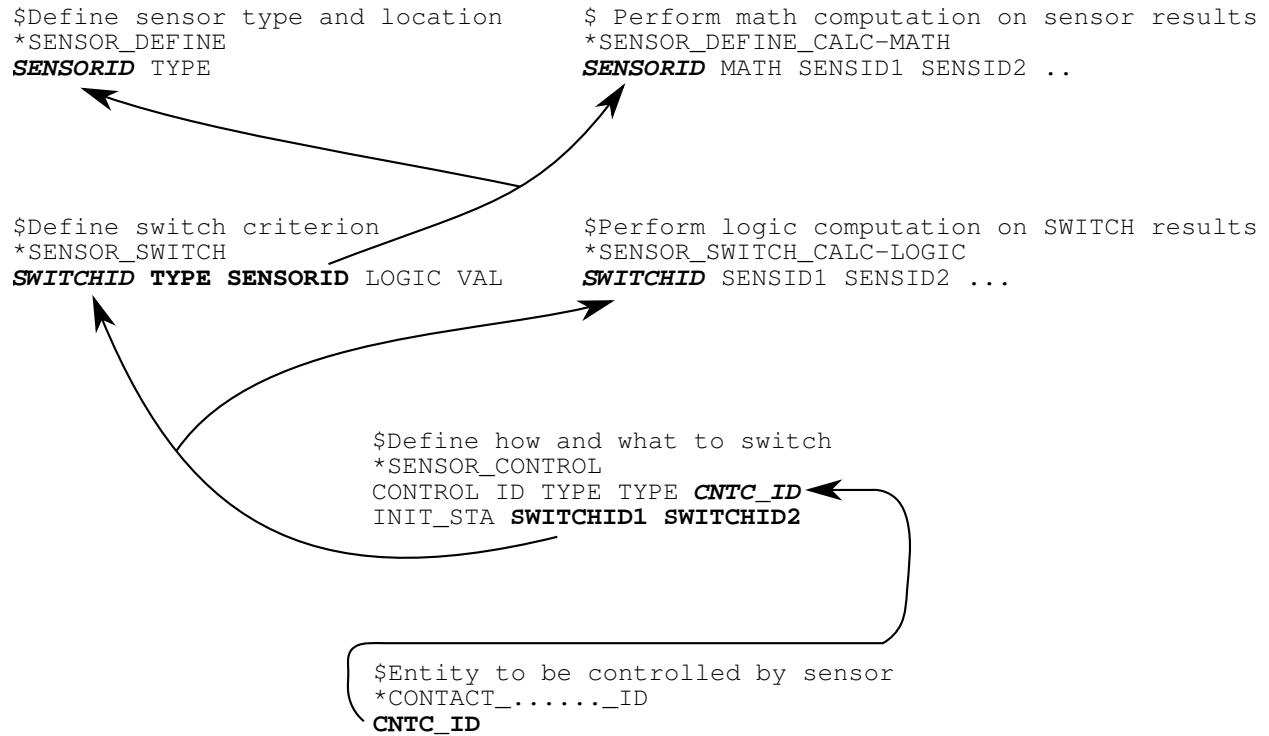 $Define sensor type and location
*SENSOR_DEFINE
SENSORID TYPE
$ Perform math computation on sensor results
*SENSOR_DEFINE_CALC-MATH
SENSORID MATH SENSID1 SENSID2 ..
$Define switch criterion
*SENSOR_SWITCH
SWITCHID TYPE SENSORID LOGIC VAL
$Perform logic computation on SWITCH results
*SENSOR_SWITCH_CALC-LOGIC
SWITCHID SENSID1 SENSID2 ...
$Define how and what to switch
*SENSOR_CONTROL
CONTROL ID TYPE TYPE CNTC_ID
INIT_STA SWITCHID1 SWITCHID2
$Entity to be controlled by sensor
*CONTACT_......_ID
CNTC_ID